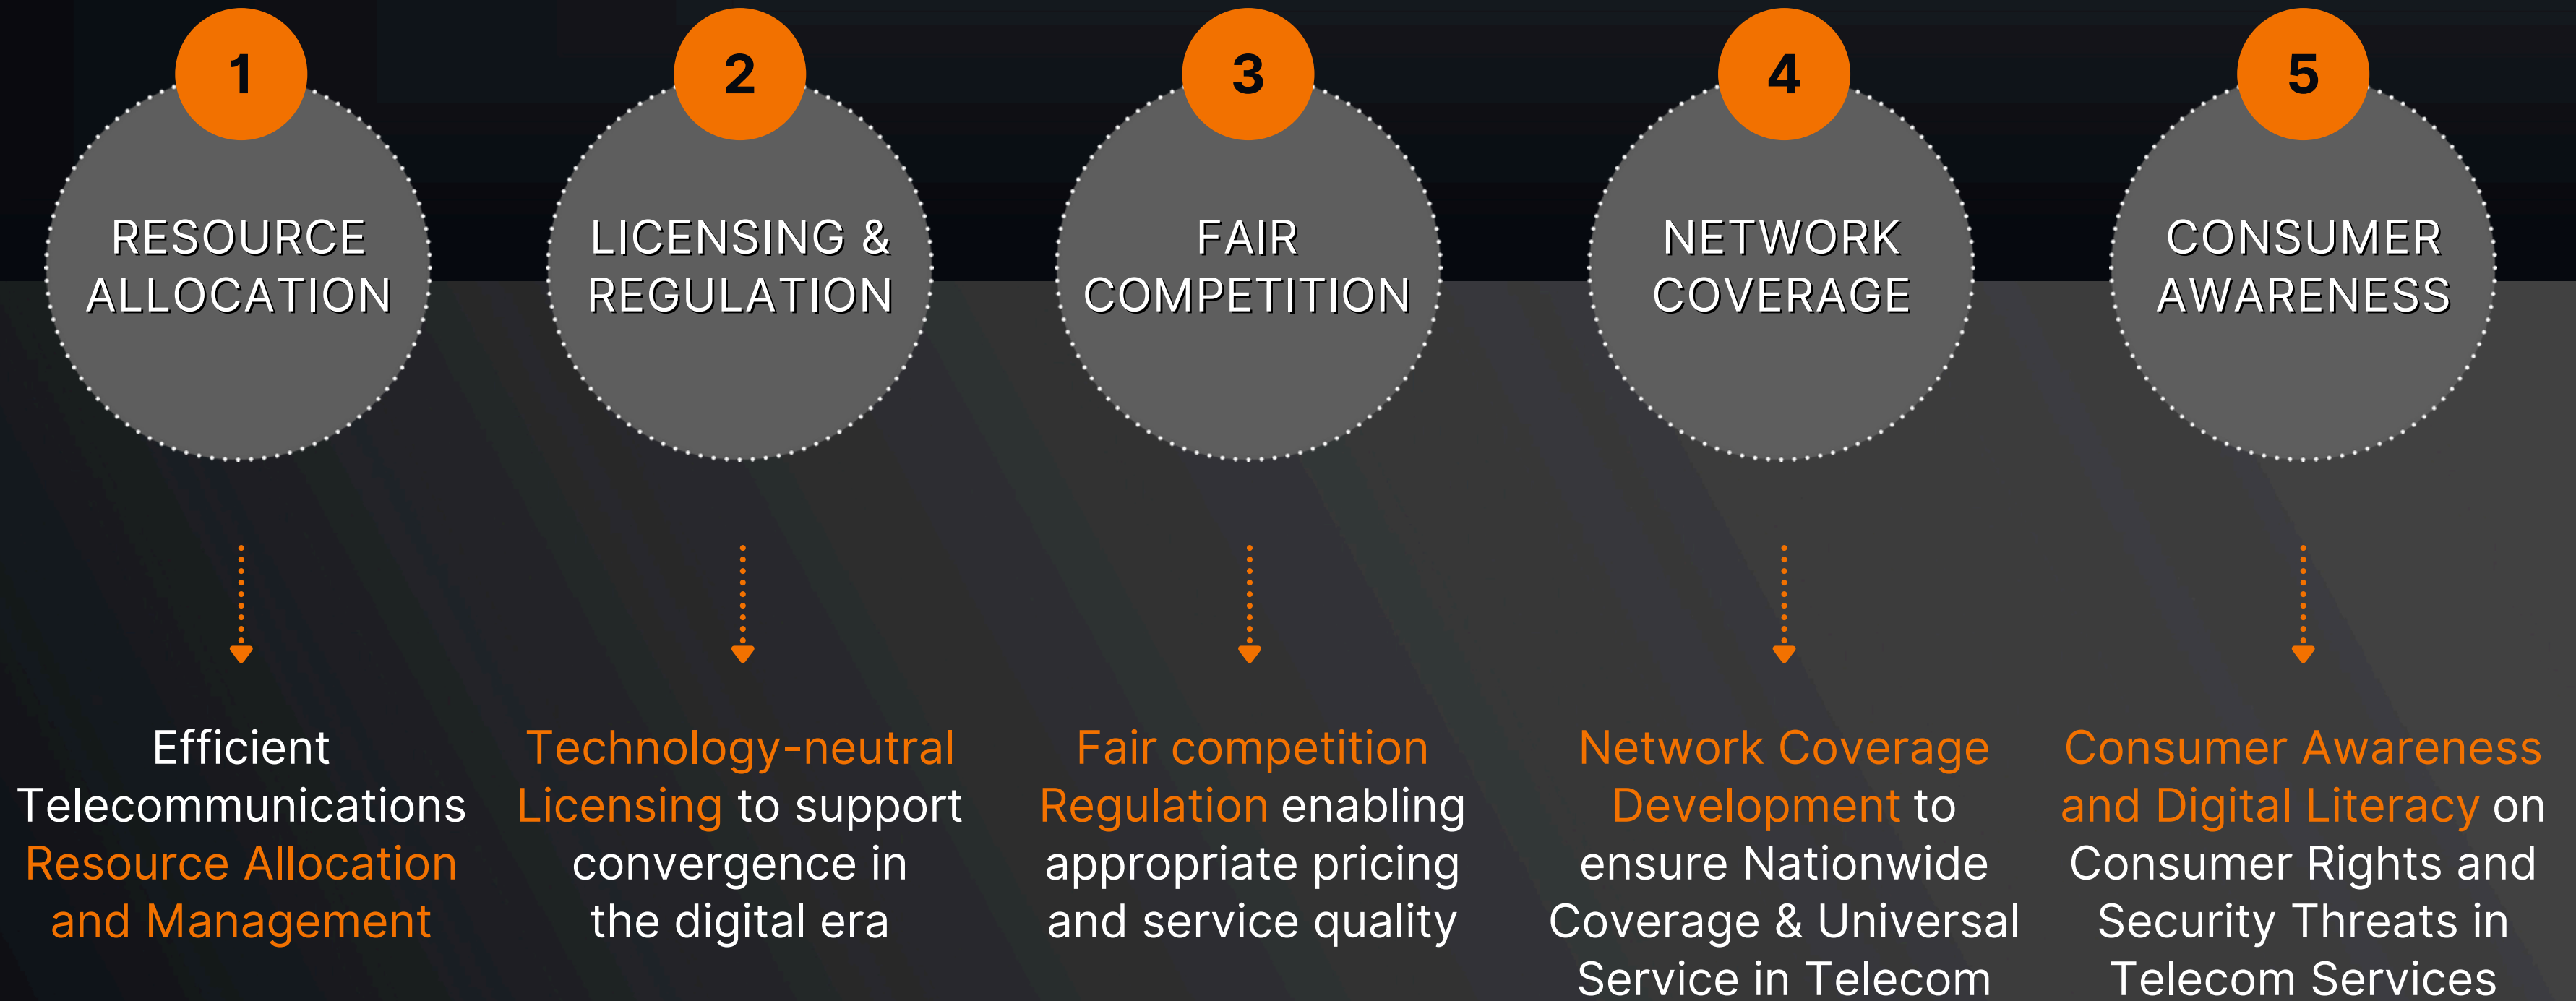 1
RESOURCE
ALLOCATION
Efficient
Telecommunications
Resource Allocation
and Management
2
LICENSING &
REGULATION
Technology-neutral
Licensing to support
convergence in
the digital era
3
FAIR
COMPETITION
Fair competition
Regulation enabling
appropriate pricing
and service quality
4
NETWORK
COVERAGE
Network Coverage
Development to
ensure Nationwide
Coverage & Universal
Service in Telecom
5
CONSUMER
AWARENESS
Consumer Awareness
and Digital Literacy on
Consumer Rights and
Security Threats in
Telecom Services